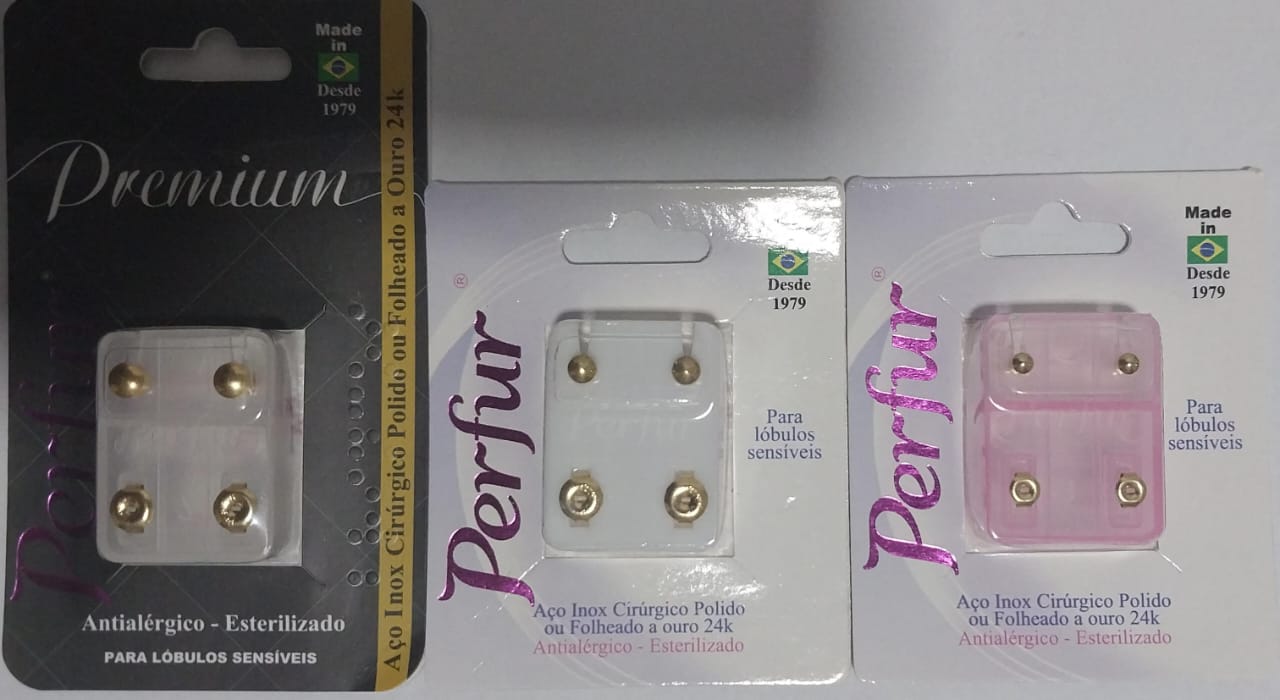 Made
in
Desde
1979
Premium
Perfur
Aço Inox Cirúrgico Polido ou Folheado a Ouro 24k
Antialérgico - Esterilizado
PARA LÓBULOS SENSÍVEIS
®
Desde
1979
Perfur
Para
lóbulos
sensíveis
Aço Inox Cirúrgico Polido
ou Folheado a ouro 24k
Antialérgico - Esterilizado
®
Made
in
Desde
1979
Perfur
Para
lóbulos
sensíveis
Aço Inox Cirúrgico Polido
ou Folheado a ouro 24k
Antialérgico - Esterilizado